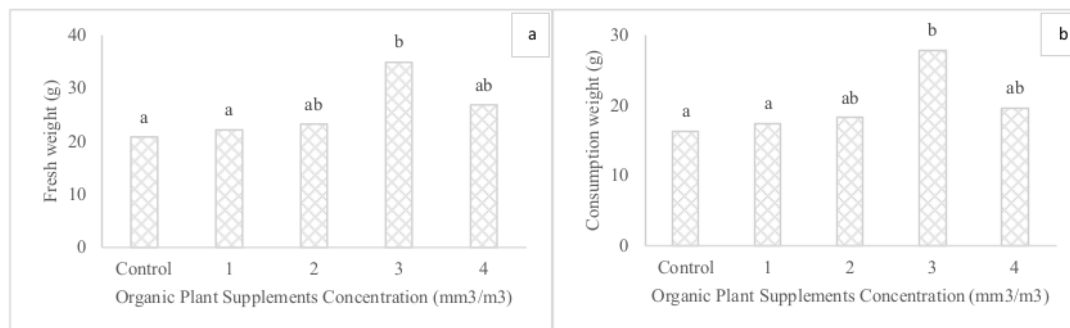 a
40
30
20
10
0
Fresh weight (g)
a
a
ab
b
ab
Control 1 2 3 4
Organic Plant Supplements Concentration (mm3/m3)
b
30
20
10
0
Consumption weight (g)
a
a
ab
b
ab
Control 1 2 3 4
Organic Plant Supplements Concentration (mm3/m3)